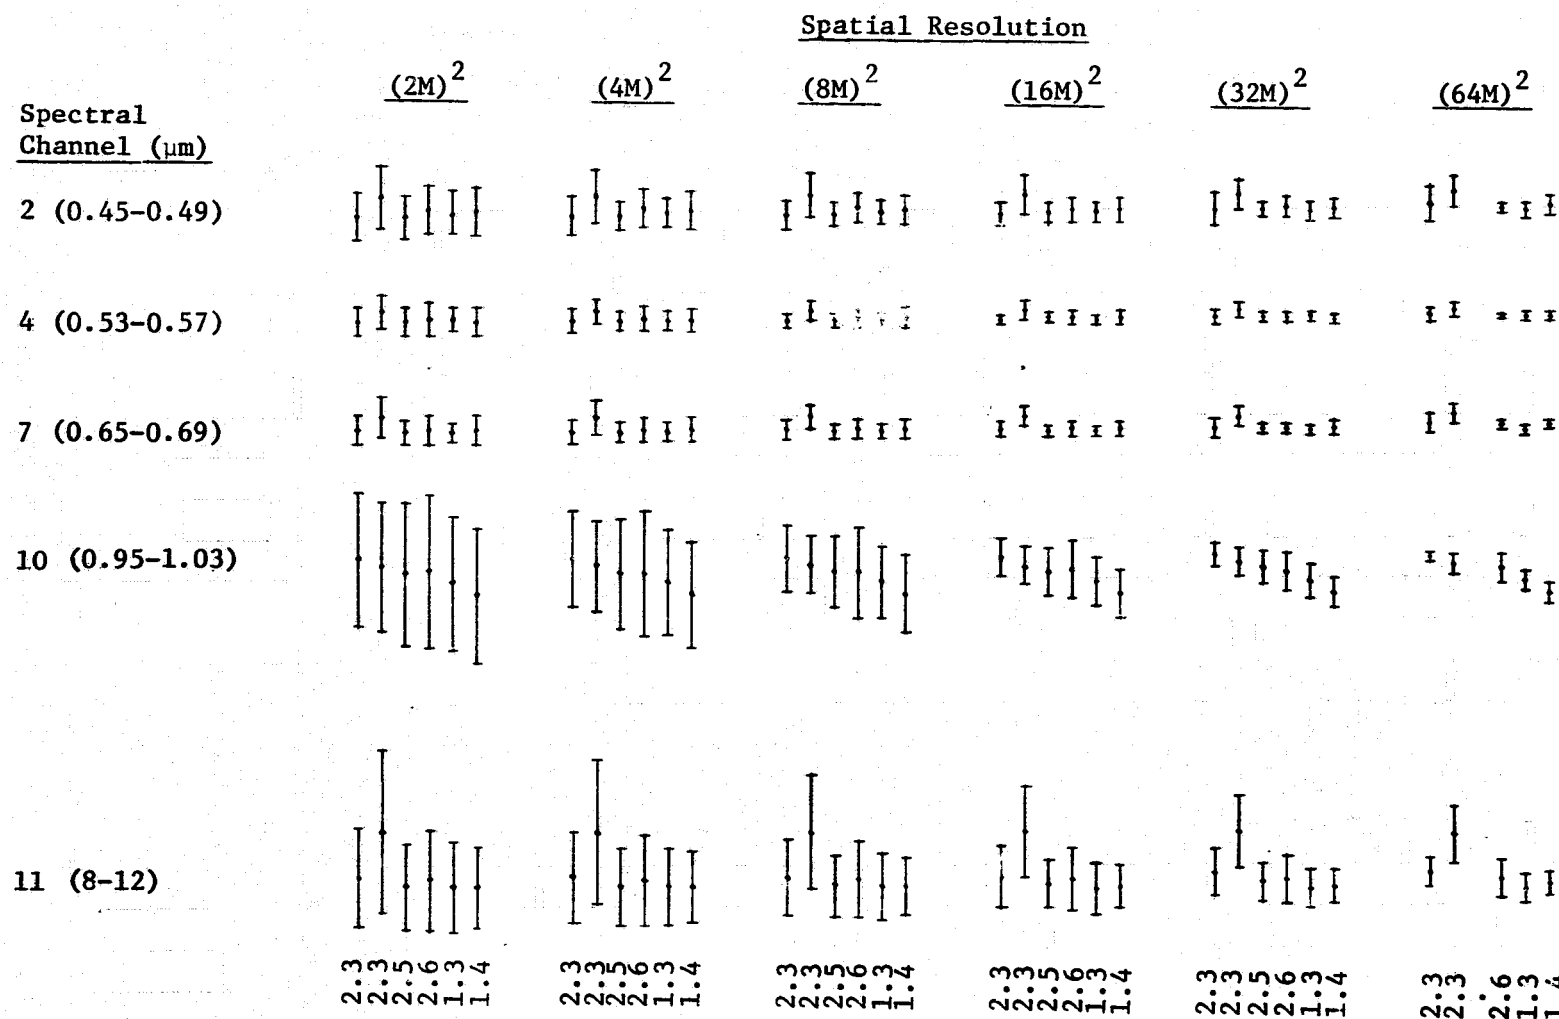 Spatial Resolution
(2M)² (4M)² (8M)² (16M)² (32M)² (64M)²
Spectral
Channel (μm)
2 (0.45-0.49)
4 (0.53-0.57)
7 (0.65-0.69)
10 (0.95-1.03)
11 (8-12)
2.3 2.3 2.5 2.6 1.3 1.4 2.3 2.3 2.5 2.6 1.3 1.4 2.3 2.3 2.5 2.6 1.3 1.4 2.3 2.3 2.5 2.6 1.3 1.4 2.3 2.3 2.5 2.6 1.3 1.4 2.3 2.3 2.6 1.3 1.4